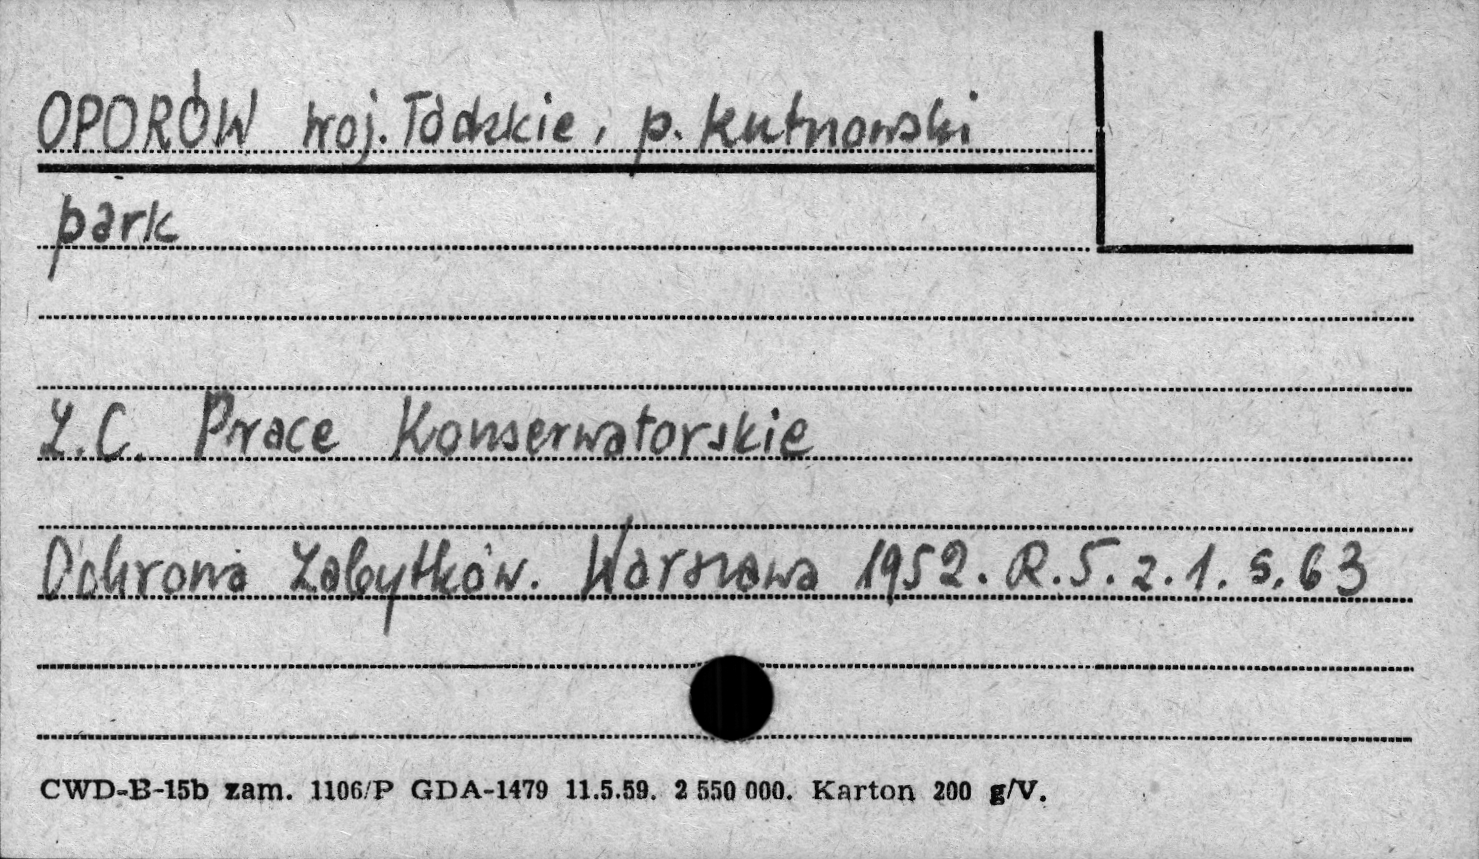 OPORÓW woj. Łódzkie, p. kutnowski
park
Z.C. Prace Konserwatorskie
Ochrona Zabytków. Warszawa 1952. R.5. z.1. s.63
CWD-B-15b zam. 1106/P GDA-1479 11.5.59. 2 550 000. Karton 200 g/V.